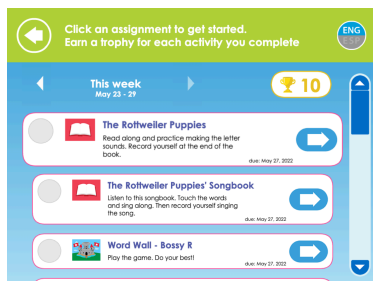 Click an assignment to get started.
Earn a trophy for each activity you complete
ENG
ESP
This week
May 23 - 29
10
The Rottweiler Puppies
Read along and practice making the letter
sounds. Record yourself at the end of the
book.
due: May 27, 2022
The Rottweiler Puppies' Songbook
Listen to this songbook. Touch the words
and sing along. Then record yourself singing
the song.
due: May 27, 2022
Word Wall - Bossy R
Play the game. Do your best!
due: May 27, 2022